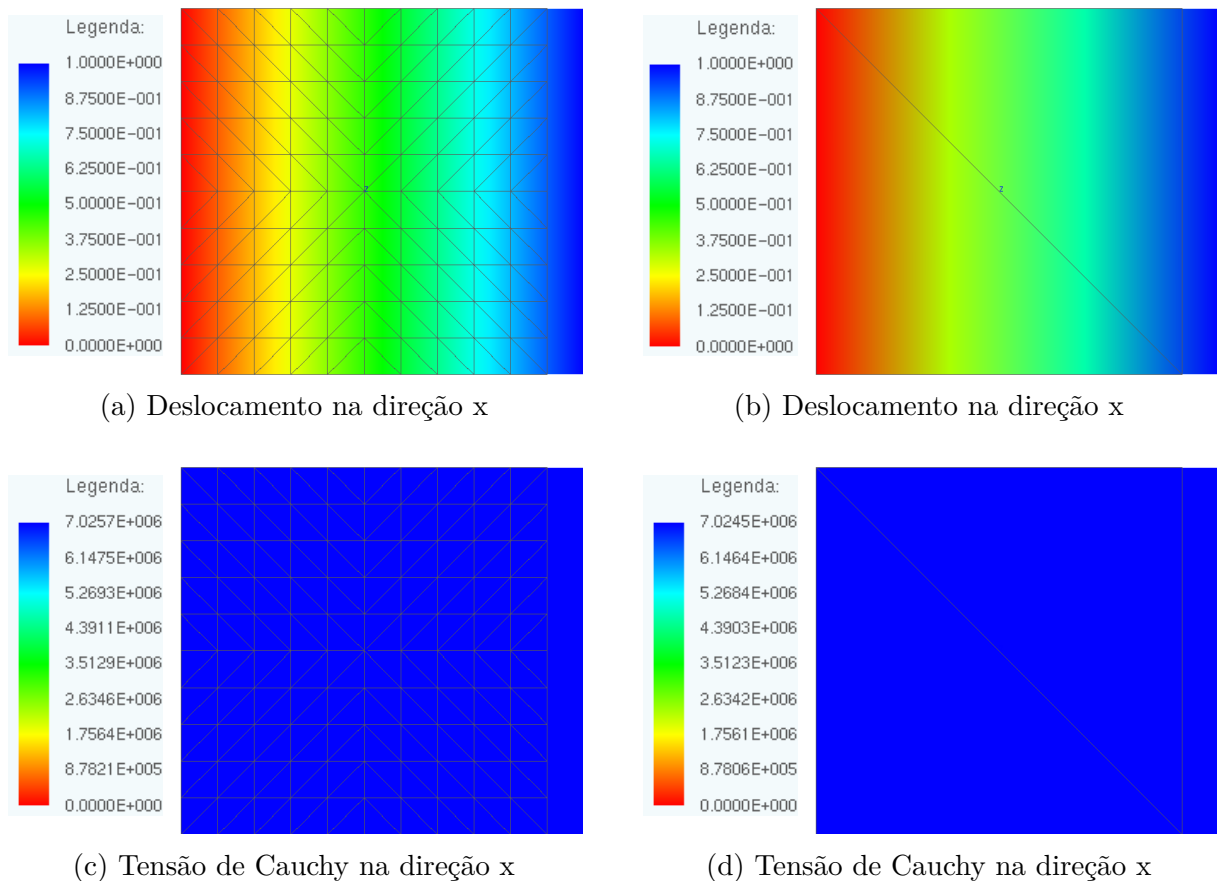 Legenda:
1.0000E+000
8.7500E-001
7.5000E-001
6.2500E-001
5.0000E-001
3.7500E-001
2.5000E-001
1.2500E-001
0.0000E+000
z
(a) Deslocamento na direção x
Legenda:
1.0000E+000
8.7500E-001
7.5000E-001
6.2500E-001
5.0000E-001
3.7500E-001
2.5000E-001
1.2500E-001
0.0000E+000
z
(b) Deslocamento na direção x
Legenda:
7.0257E+006
6.1475E+006
5.2693E+006
4.3911E+006
3.5129E+006
2.6346E+006
1.7564E+006
8.7821E+005
0.0000E+000
(c) Tensão de Cauchy na direção x
Legenda:
7.0245E+006
6.1464E+006
5.2684E+006
4.3903E+006
3.5123E+006
2.6342E+006
1.7561E+006
8.7806E+005
0.0000E+000
(d) Tensão de Cauchy na direção x